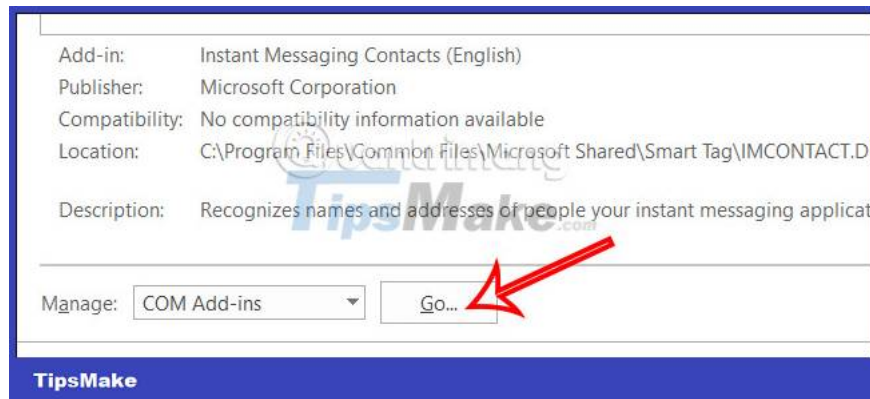 Add-in: Instant Messaging Contacts (English)
Publisher: Microsoft Corporation
Compatibility: No compatibility information available
Location: C:\Program Files\Common Files\Microsoft Shared\Smart Tag\IMCONTACT.D
Quantrimang
TipsMake.com
Description: Recognizes names and addresses of people your instant messaging applicat
Manage: COM Add-ins Go...
TipsMake